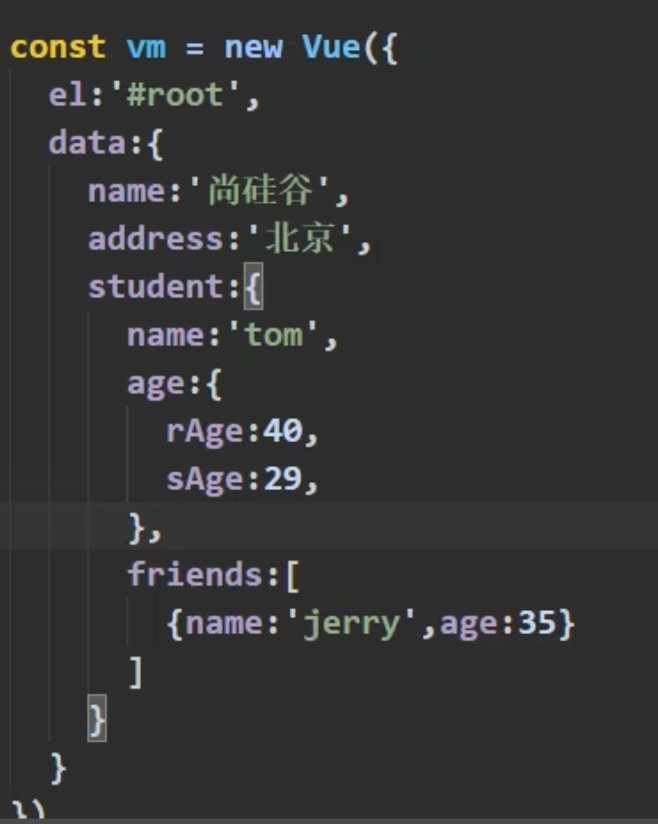 const vm = new Vue({
el:'#root',
data:{
name:'尚硅谷',
address:'北京',
student:{
name:'tom',
age:{
rAge:40,
sAge:29,
},
friends:[
{name:'jerry',age:35}
]
}
}
})